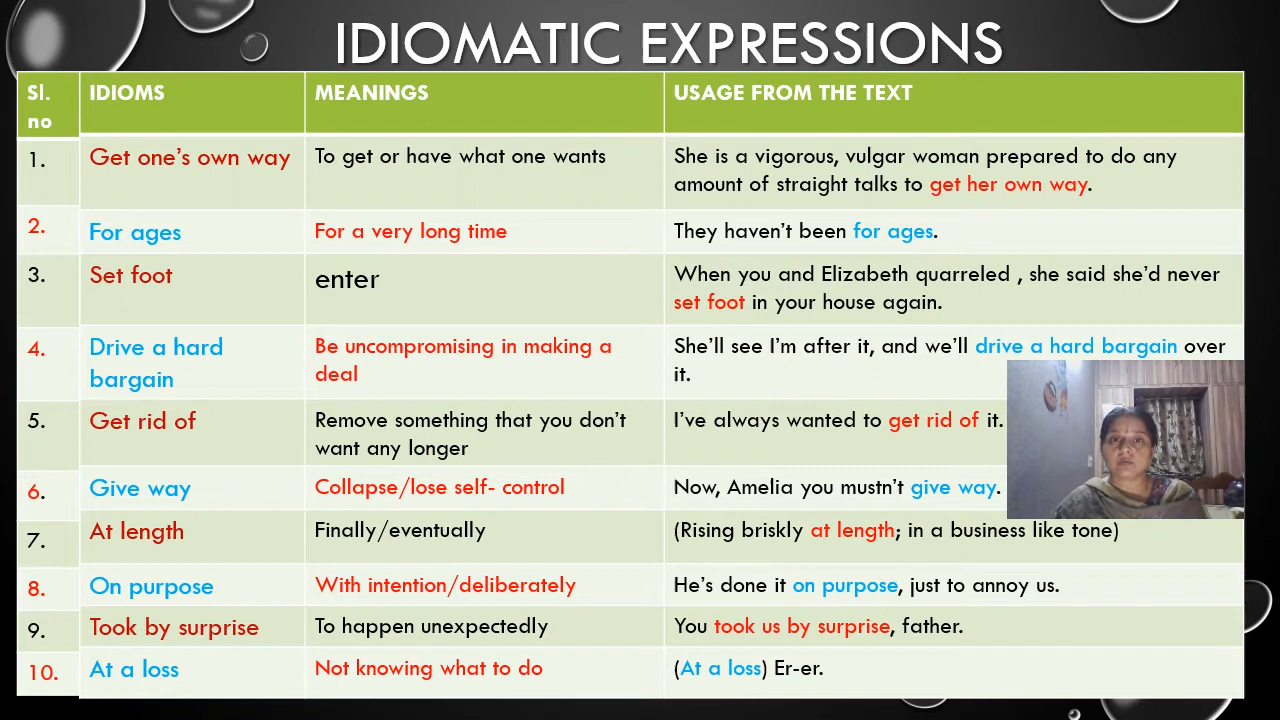 IDIOMATIC EXPRESSIONS
Sl. no IDIOMS MEANINGS USAGE FROM THE TEXT
1. Get one's own way To get or have what one wants She is a vigorous, vulgar woman prepared to do any
amount of straight talks to get her own way.
2. For ages For a very long time They haven't been for ages.
3. Set foot enter When you and Elizabeth quarreled , she said she'd never
set foot in your house again.
4. Drive a hard Be uncompromising in making a She'll see I'm after it, and we'll drive a hard bargain over
bargain deal it.
5. Get rid of Remove something that you don't I've always wanted to get rid of it.
want any longer
6. Give way Collapse/lose self- control Now, Amelia you mustn't give way.
7. At length Finally/eventually (Rising briskly at length; in a business like tone)
8. On purpose With intention/deliberately He's done it on purpose, just to annoy us.
9. Took by surprise To happen unexpectedly You took us by surprise, father.
10. At a loss Not knowing what to do (At a loss) Er-er.